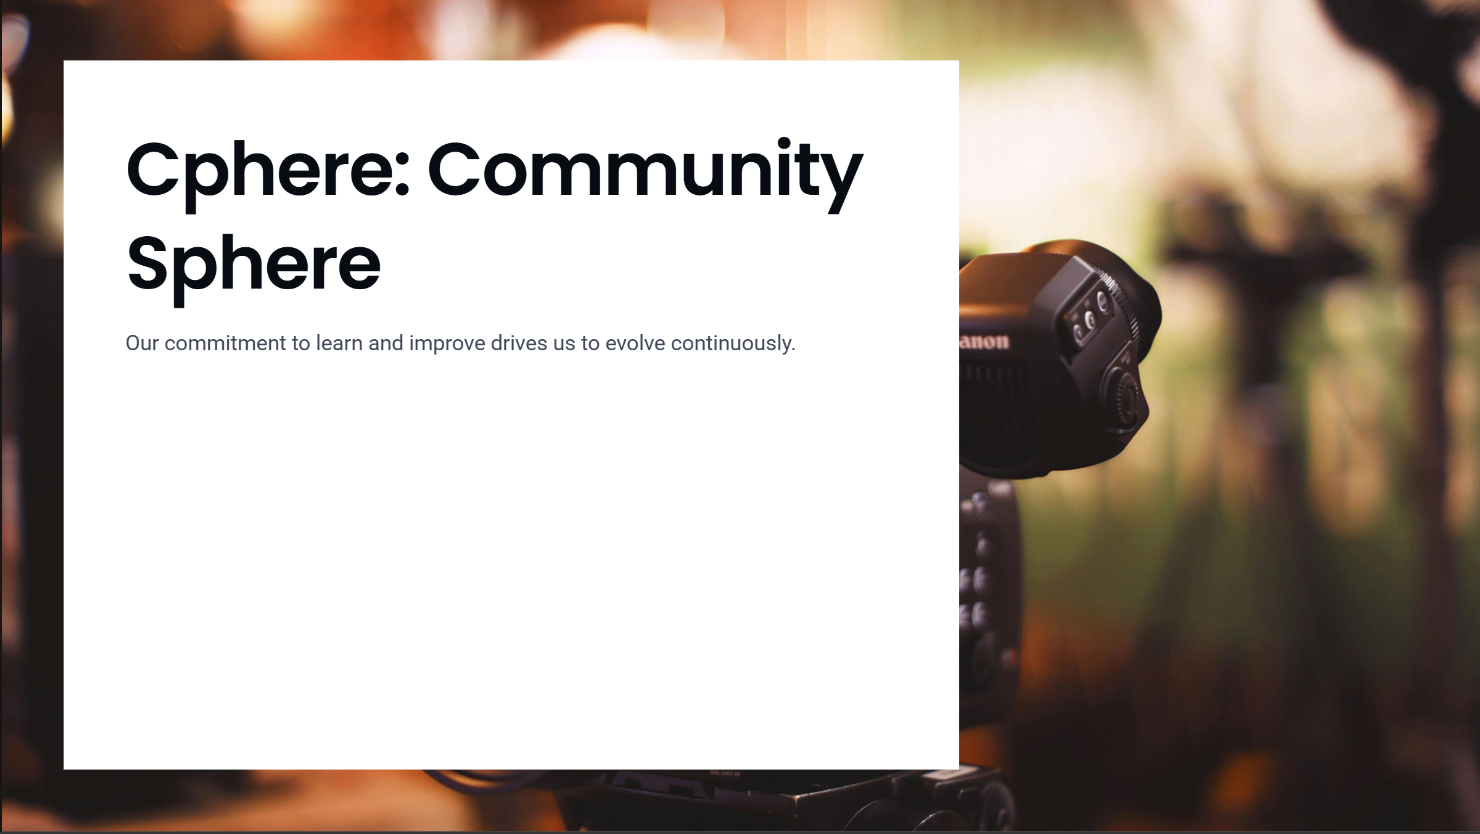 Cphere: Community
Sphere
Our commitment to learn and improve drives us to evolve continuously.
anon